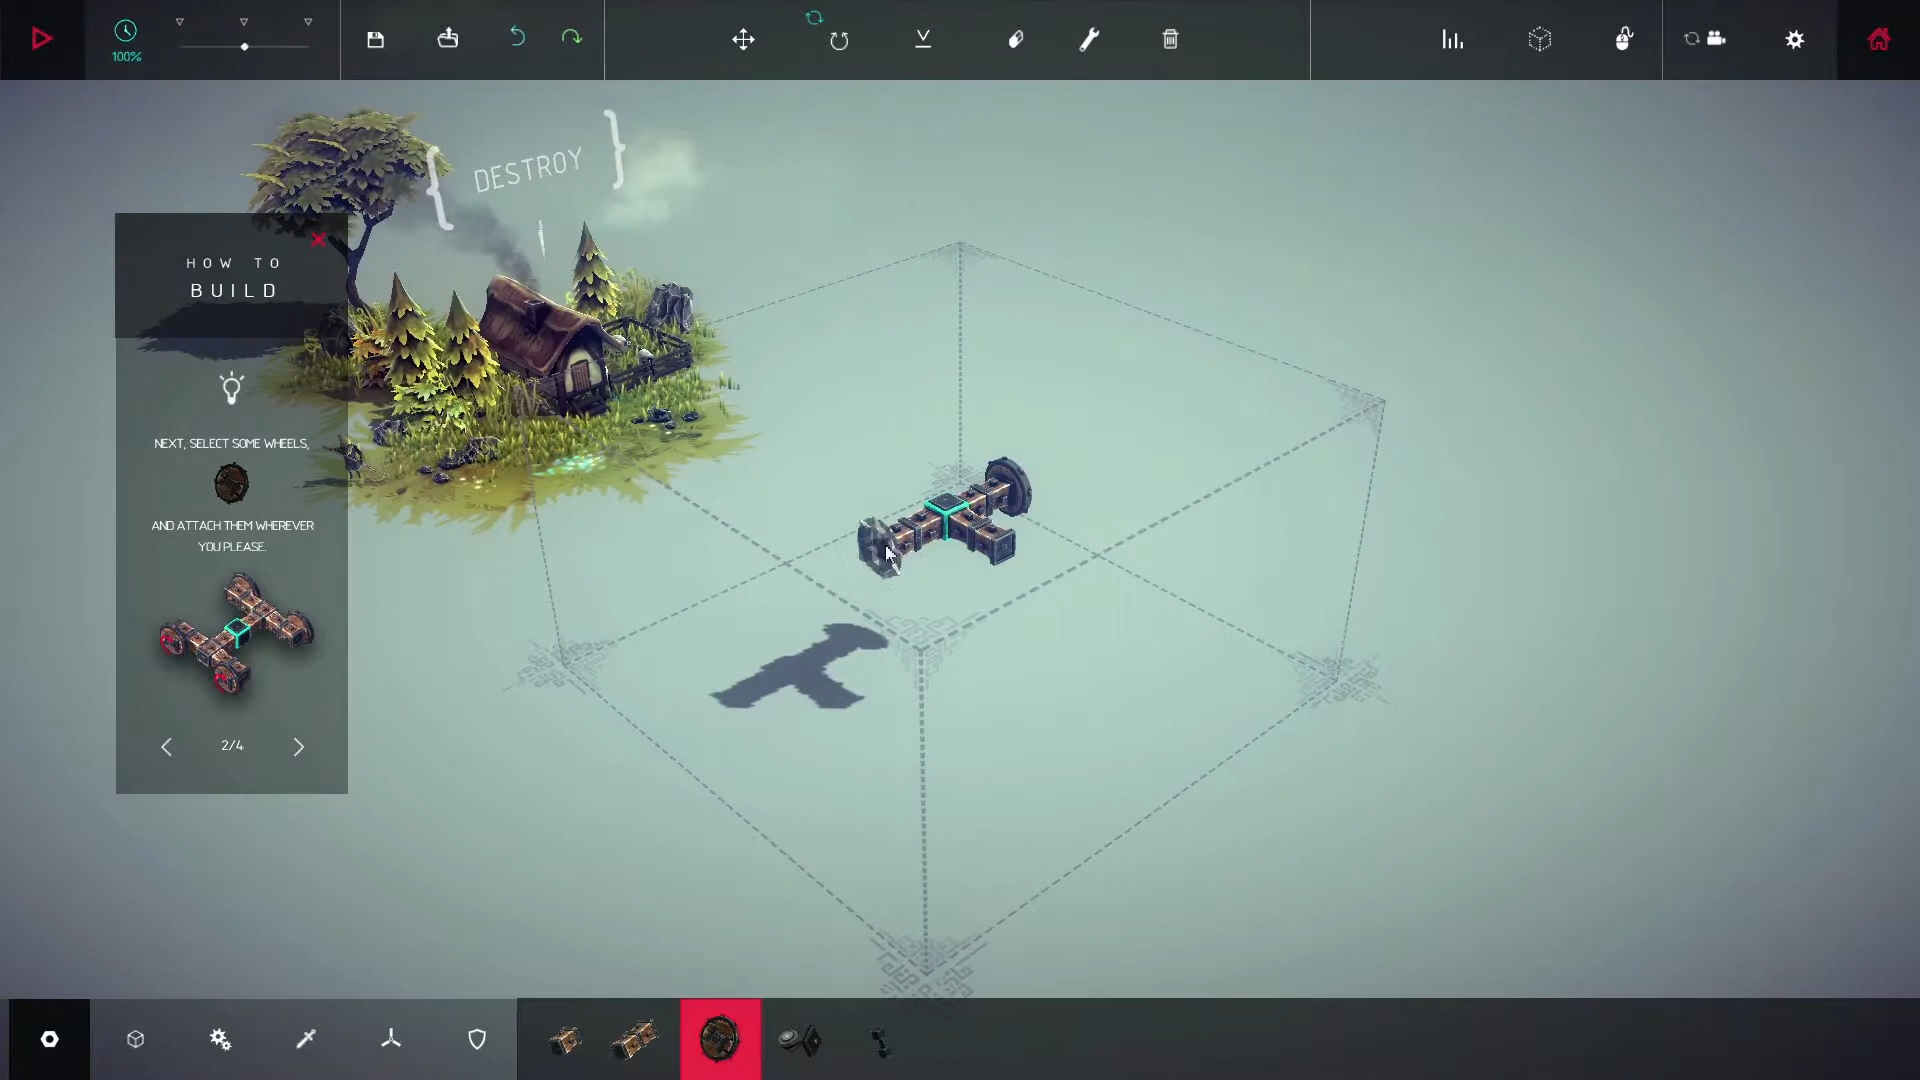 100%
{ DESTROY }
HOW TO
BUILD
NEXT, SELECT SOME WHEELS,
AND ATTACH THEM WHEREVER
YOU PLEASE.
2/4